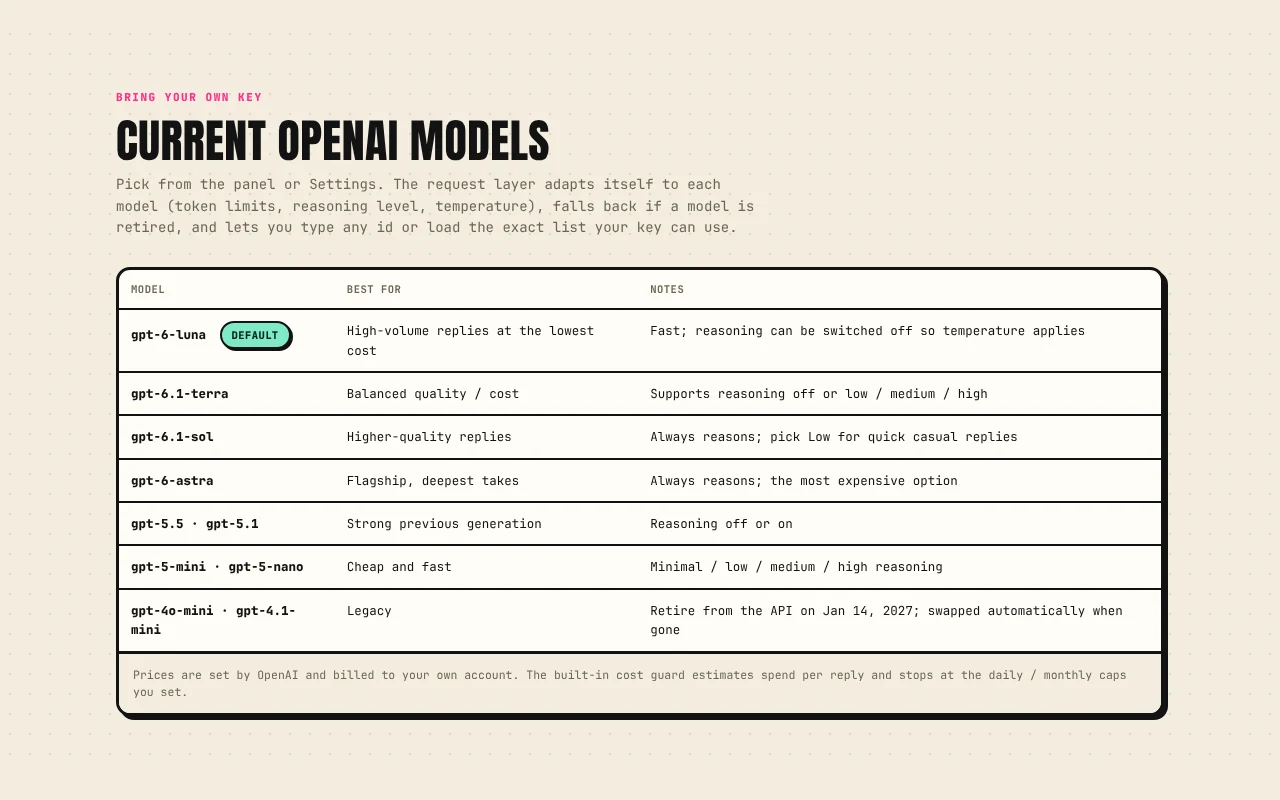 BRING YOUR OWN KEY
CURRENT OPENAI MODELS
Pick from the panel or Settings. The request layer adapts itself to each
model (token limits, reasoning level, temperature), falls back if a model is
retired, and lets you type any id or load the exact list your key can use.
MODEL BEST FOR NOTES
gpt-6-luna DEFAULT High-volume replies at the lowest Fast; reasoning can be switched off so temperature applies
cost
gpt-6.1-terra Balanced quality / cost Supports reasoning off or low / medium / high
gpt-6.1-sol Higher-quality replies Always reasons; pick Low for quick casual replies
gpt-6-astra Flagship, deepest takes Always reasons; the most expensive option
gpt-5.5 · gpt-5.1 Strong previous generation Reasoning off or on
gpt-5-mini · gpt-5-nano Cheap and fast Minimal / low / medium / high reasoning
gpt-4o-mini · gpt-4.1- Legacy Retire from the API on Jan 14, 2027; swapped automatically when
mini gone
Prices are set by OpenAI and billed to your own account. The built-in cost guard estimates spend per reply and stops at the daily / monthly caps
you set.